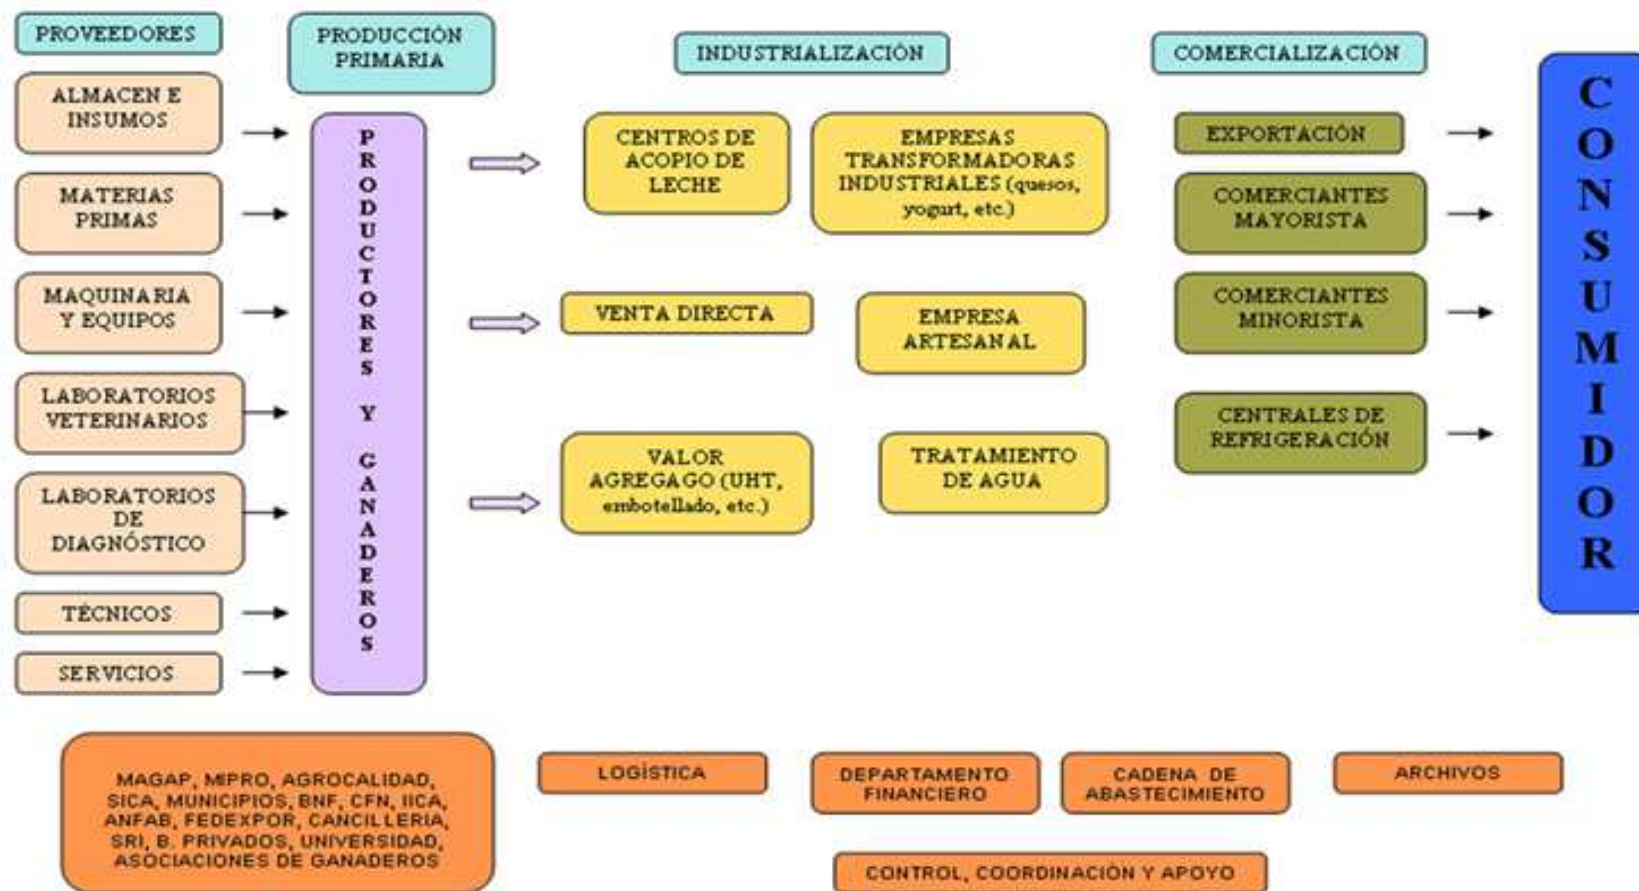 PROVEEDORES
ALMACEN E
INSUMOS
MATERIAS
PRIMAS
MAQUINARIA
Y EQUIPOS
LABORATORIOS
VETERINARIOS
LABORATORIOS
DE
DIAGNÓSTICO
TÉCNICOS
SERVICIOS
PRODUCCIÓN
PRIMARIA
PRODUCTORES Y GANADEROS
INDUSTRIALIZACIÓN
CENTROS DE
ACOPIO DE
LECHE
EMPRESAS
TRANSFORMADORAS
INDUSTRIALES (quesos,
yogurt, etc.)
VENTA DIRECTA
EMPRESA
ARTESANAL
VALOR
AGREGAGO (UHT,
embotellado, etc.)
TRATAMIENTO
DE AGUA
COMERCIALIZACIÓN
EXPORTACIÓN
COMERCIANTES
MAYORISTA
COMERCIANTES
MINORISTA
CENTRALES DE
REFRIGERACIÓN
CONSUMIDOR
MAGAP, MIPRO, AGROCALIDAD,
SICA, MUNICIPIOS, BNF, CFN, IICA,
ANFAB, FEDEXPOR, CANCILLERIA,
SRI, B. PRIVADOS, UNIVERSIDAD,
ASOCIACIONES DE GANADEROS
LOGÍSTICA
DEPARTAMENTO
FINANCIERO
CADENA DE
ABASTECIMIENTO
ARCHIVOS
CONTROL, COORDINACIÓN Y APOYO